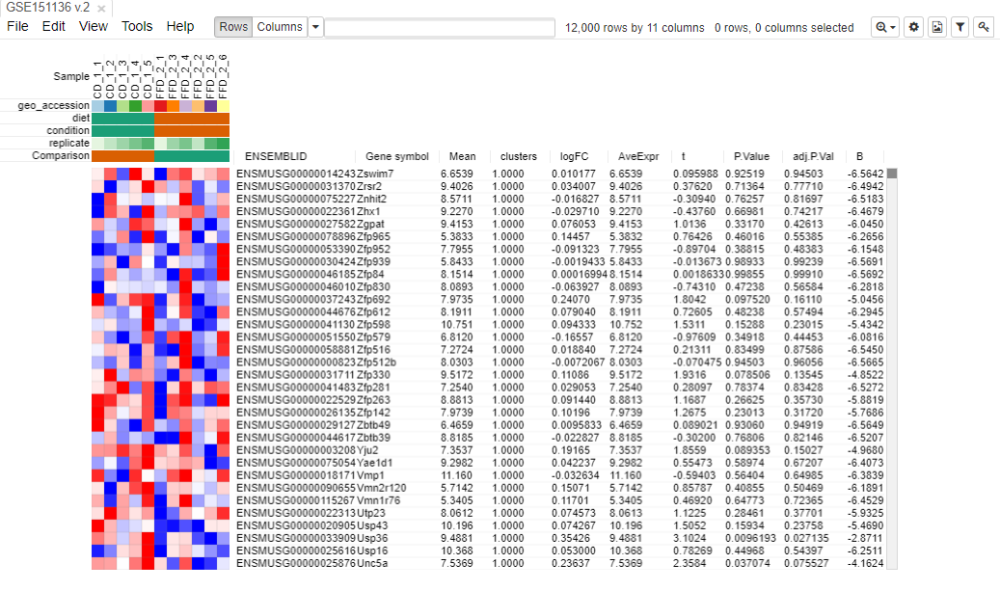 GSE151136 v.2 ×
File Edit View Tools Help Rows Columns 12,000 rows by 11 columns 0 rows, 0 columns selected
Sample CD_1_1 CD_1_2 CD_1_3 CD_1_4 CD_1_5 FFD_2_1 FFD_2_3 FFD_2_4 FFD_2_2 FFD_2_5 FFD_2_6
geo_accession
diet
condition
replicate
Comparison ENSEMBLID Gene symbol Mean clusters logFC AveExpr t P.Value adj.P.Val B
ENSMUSG00000014243 Zswim7 6.6539 1.0000 0.010177 6.6539 0.095988 0.92519 0.94503 -6.5642
ENSMUSG00000031370 Zrsr2 9.4026 1.0000 0.034007 9.4026 0.37620 0.71364 0.77710 -6.4942
ENSMUSG00000075227 Znhit2 8.5711 1.0000 -0.016827 8.5711 -0.30940 0.76257 0.81697 -6.5183
ENSMUSG00000022361 Zhx1 9.2270 1.0000 -0.029710 9.2270 -0.43760 0.66981 0.74217 -6.4679
ENSMUSG00000027582 Zgpat 9.4153 1.0000 0.076053 9.4153 1.0136 0.33170 0.42613 -6.0450
ENSMUSG00000078896 Zfp965 5.3833 1.0000 0.14457 5.3832 0.76426 0.46016 0.55385 -6.2656
ENSMUSG00000053390 Zfp952 7.7955 1.0000 -0.091323 7.7955 -0.89704 0.38815 0.48383 -6.1548
ENSMUSG00000030424 Zfp939 5.8433 1.0000 -0.0019433 5.8433 -0.013673 0.98933 0.99239 -6.5691
ENSMUSG00000046185 Zfp84 8.1514 1.0000 0.00016994 8.1514 0.0018633 0.99855 0.99910 -6.5692
ENSMUSG00000046010 Zfp830 8.0893 1.0000 -0.063927 8.0893 -0.74310 0.47238 0.56584 -6.2818
ENSMUSG00000037243 Zfp692 7.9735 1.0000 0.24070 7.9735 1.8042 0.097520 0.16110 -5.0456
ENSMUSG00000044676 Zfp612 8.1911 1.0000 0.079040 8.1911 0.72605 0.48238 0.57494 -6.2945
ENSMUSG00000041130 Zfp598 10.751 1.0000 0.094333 10.752 1.5311 0.15288 0.23015 -5.4342
ENSMUSG00000051550 Zfp579 6.8120 1.0000 -0.16557 6.8120 -0.97609 0.34918 0.44453 -6.0816
ENSMUSG00000058881 Zfp516 7.2724 1.0000 0.018840 7.2724 0.21311 0.83499 0.87586 -6.5450
ENSMUSG00000000823 Zfp512b 8.0303 1.0000 -0.0072067 8.0303 -0.070475 0.94503 0.96056 -6.5665
ENSMUSG00000031711 Zfp330 9.5172 1.0000 0.11086 9.5172 1.9316 0.078506 0.13545 -4.8522
ENSMUSG00000041483 Zfp281 7.2540 1.0000 0.029053 7.2540 0.28097 0.78374 0.83428 -6.5272
ENSMUSG00000022529 Zfp263 8.8813 1.0000 0.091440 8.8813 1.1687 0.26625 0.35730 -5.8819
ENSMUSG00000026135 Zfp142 7.9739 1.0000 0.10196 7.9739 1.2675 0.23013 0.31720 -5.7686
ENSMUSG00000029127 Zbtb49 6.4659 1.0000 0.0095833 6.4659 0.089021 0.93060 0.94919 -6.5649
ENSMUSG00000044617 Zbtb39 8.8185 1.0000 -0.022827 8.8185 -0.30200 0.76806 0.82146 -6.5207
ENSMUSG00000003208 Yju2 7.3537 1.0000 0.19165 7.3537 1.8559 0.089353 0.15027 -4.9680
ENSMUSG00000075054 Yae1d1 9.2982 1.0000 0.042237 9.2982 0.55473 0.58974 0.67207 -6.4073
ENSMUSG00000018171 Vmp1 11.160 1.0000 -0.032634 11.160 -0.59403 0.56404 0.64985 -6.3839
ENSMUSG00000090655 Vmn2r120 5.7142 1.0000 0.15071 5.7142 0.85787 0.40855 0.50469 -6.1891
ENSMUSG00000115267 Vmn1r76 5.3405 1.0000 0.11701 5.3405 0.46920 0.64773 0.72365 -6.4529
ENSMUSG00000022313 Utp23 8.0612 1.0000 0.074573 8.0613 1.1225 0.28461 0.37701 -5.9325
ENSMUSG00000020905 Usp43 10.196 1.0000 0.074267 10.196 1.5052 0.15934 0.23758 -5.4690
ENSMUSG00000033909 Usp36 9.4881 1.0000 0.35426 9.4881 3.1024 0.0096193 0.027135 -2.8711
ENSMUSG00000025616 Usp16 10.368 1.0000 0.053000 10.368 0.78269 0.44968 0.54397 -6.2511
ENSMUSG00000025876 Unc5a 7.5369 1.0000 0.23637 7.5369 2.3584 0.037074 0.075527 -4.1624